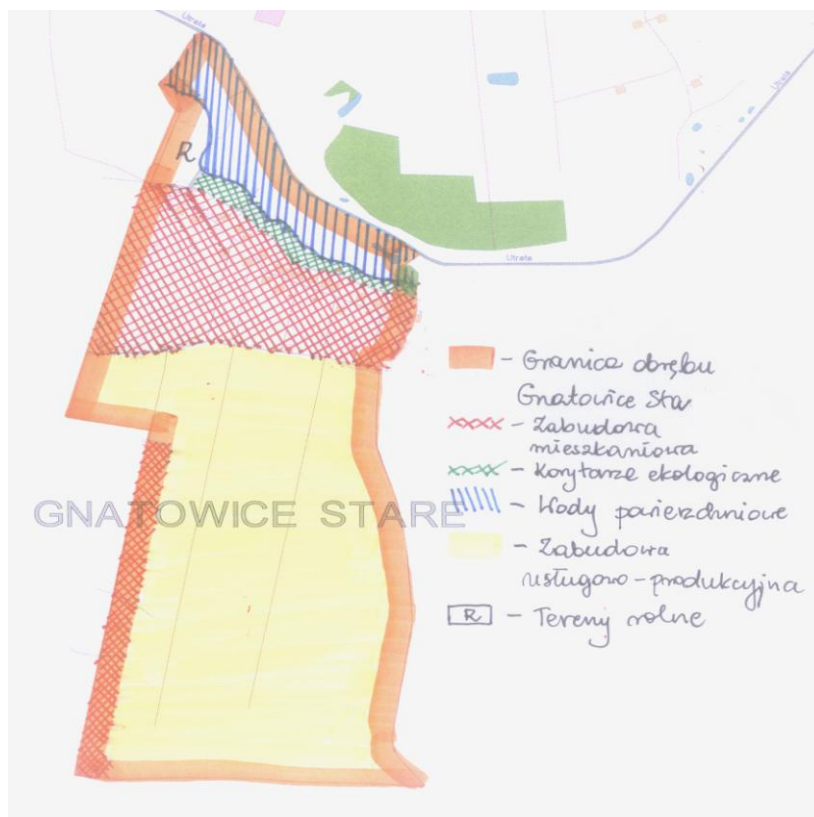 Utrata
Utrata
R
Utrata
- Granica obrębu
Gnatowice Star
- Zabudowa
mieszkaniowa
- Korytarze ekologiczne
GNATOWICE STARE
- Wody powierzchniowe
- Zabudowa
usługowo-produkcyjna
R - Tereny rolne